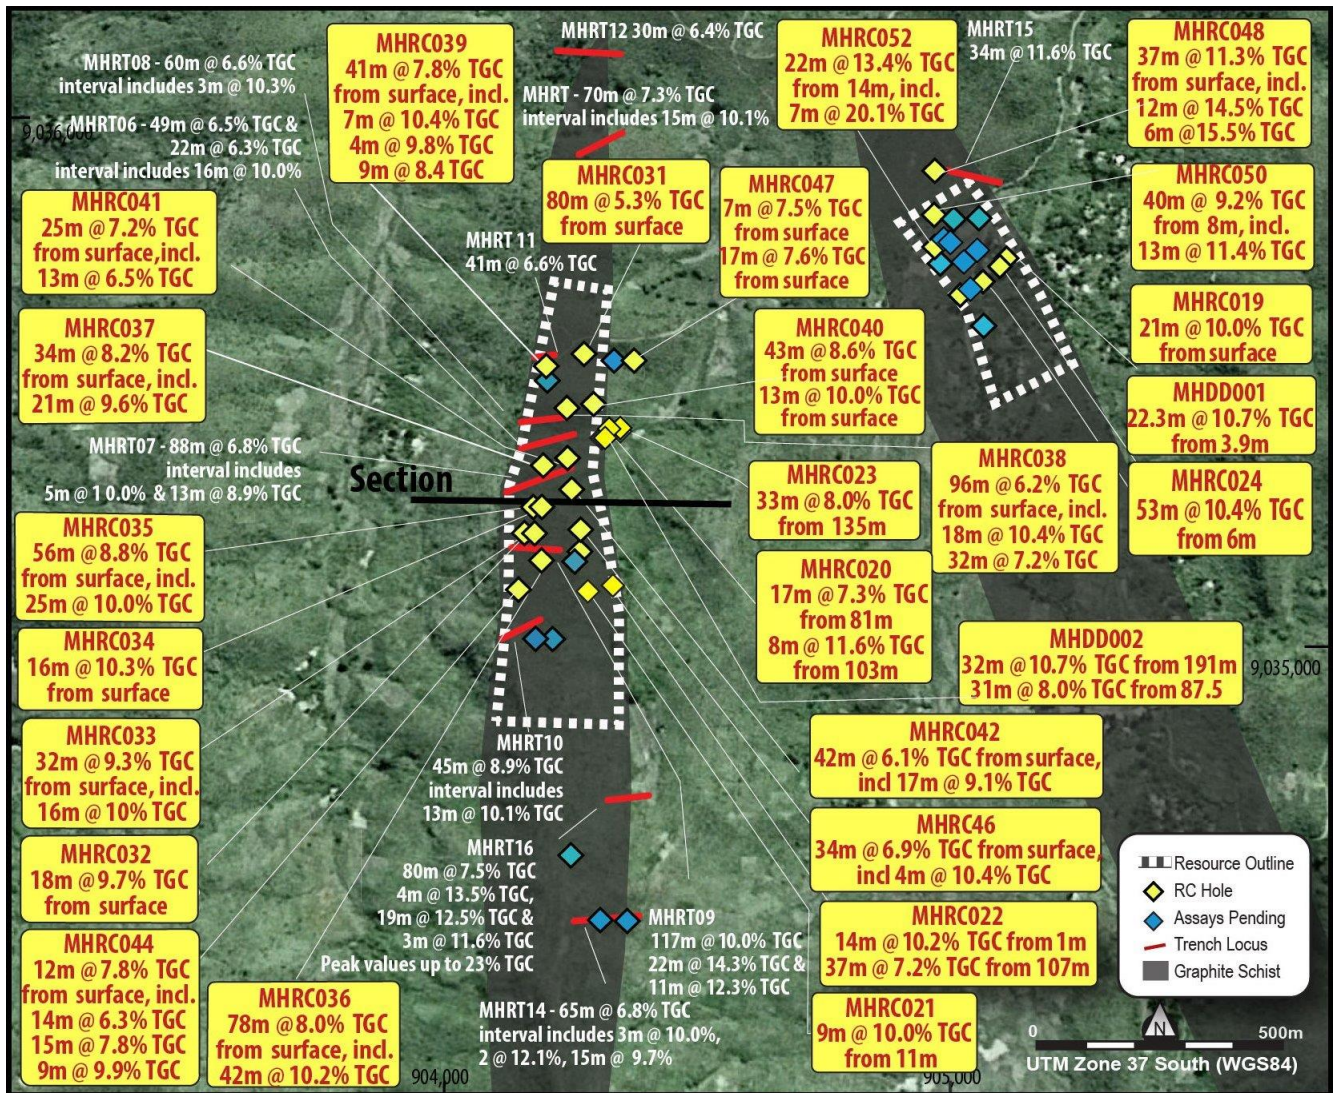 MHRT12 30m @ 6.4% TGC
MHRT08 - 60m @ 6.6% TGC
interval includes 3m @ 10.3%
9,036,000
MHRT06 - 49m @ 6.5% TGC &
22m @ 6.3% TGC
interval includes 16m @ 10.0%
MHRC039
41m @ 7.8% TGC
from surface, incl.
7m @ 10.4% TGC
4m @ 9.8% TGC
9m @ 8.4 TGC
MHRT - 70m @ 7.3% TGC
interval includes 15m @ 10.1%
MHRC052
22m @ 13.4% TGC
from 14m, incl.
7m @ 20.1% TGC
MHRT15
34m @ 11.6% TGC
MHRC048
37m @ 11.3% TGC
from surface, incl.
12m @ 14.5% TGC
6m @15.5% TGC
MHRC031
80m @ 5.3% TGC
from surface
MHRC047
7m @ 7.5% TGC
from surface
17m @ 7.6% TGC
from surface
MHRC050
40m @ 9.2% TGC
from 8m, incl.
13m @ 11.4% TGC
MHRC041
25m @ 7.2% TGC
from surface,incl.
13m @ 6.5% TGC
MHRT 11
41m @ 6.6% TGC
MHRC019
21m @ 10.0% TGC
from surface
MHRC037
34m @ 8.2% TGC
from surface, incl.
21m @ 9.6% TGC
MHRC040
43m @ 8.6% TGC
from surface
13m @ 10.0% TGC
from surface
MHDD001
22.3m @ 10.7% TGC
from 3.9m
MHRT07 - 88m @ 6.8% TGC
interval includes
5m @ 1 0.0% & 13m @ 8.9% TGC
Section
MHRC023
33m @ 8.0% TGC
from 135m
MHRC038
96m @ 6.2% TGC
from surface, incl.
18m @ 10.4% TGC
32m @ 7.2% TGC
MHRC024
53m @ 10.4% TGC
from 6m
MHRC035
56m @ 8.8% TGC
from surface, incl.
25m @ 10.0% TGC
MHRC020
17m @ 7.3% TGC
from 81m
8m @ 11.6% TGC
from 103m
MHRC034
16m @ 10.3% TGC
from surface
MHDD002
32m @ 10.7% TGC from 191m
31m @ 8.0% TGC from 87.5
9,035,000
MHRC033
32m @ 9.3% TGC
from surface, incl.
16m @ 10% TGC
MHRT10
45m @ 8.9% TGC
interval includes
13m @ 10.1% TGC
MHRC042
42m @ 6.1% TGC from surface,
incl 17m @ 9.1% TGC
MHRC46
34m @ 6.9% TGC from surface,
incl 4m @ 10.4% TGC
MHRC032
18m @ 9.7% TGC
from surface
MHRT16
80m @ 7.5% TGC
4m @ 13.5% TGC,
19m @ 12.5% TGC &
3m @ 11.6% TGC
Peak values up to 23% TGC
MHRT09
117m @ 10.0% TGC
22m @ 14.3% TGC &
11m @ 12.3% TGC
MHRC022
14m @ 10.2% TGC from 1m
37m @ 7.2% TGC from 107m
MHRC044
12m @ 7.8% TGC
from surface, incl.
14m @ 6.3% TGC
15m @ 7.8% TGC
9m @ 9.9% TGC
MHRC036
78m @ 8.0% TGC
from surface, incl.
42m @ 10.2% TGC
MHRT14 - 65m @ 6.8% TGC
interval includes 3m @ 10.0%,
2 @ 12.1%, 15m @ 9.7%
MHRC021
9m @ 10.0% TGC
from 11m
Resource Outline
RC Hole
Assays Pending
Trench Locus
Graphite Schist
0
N
500m
UTM Zone 37 South (WGS84)
904,000
905,000